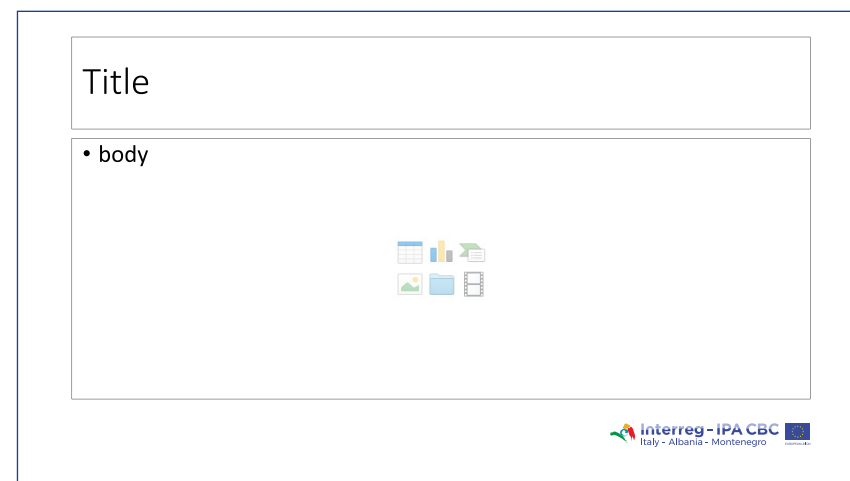 Title
• body
Interreg - IPA CBC
Italy - Albania - Montenegro